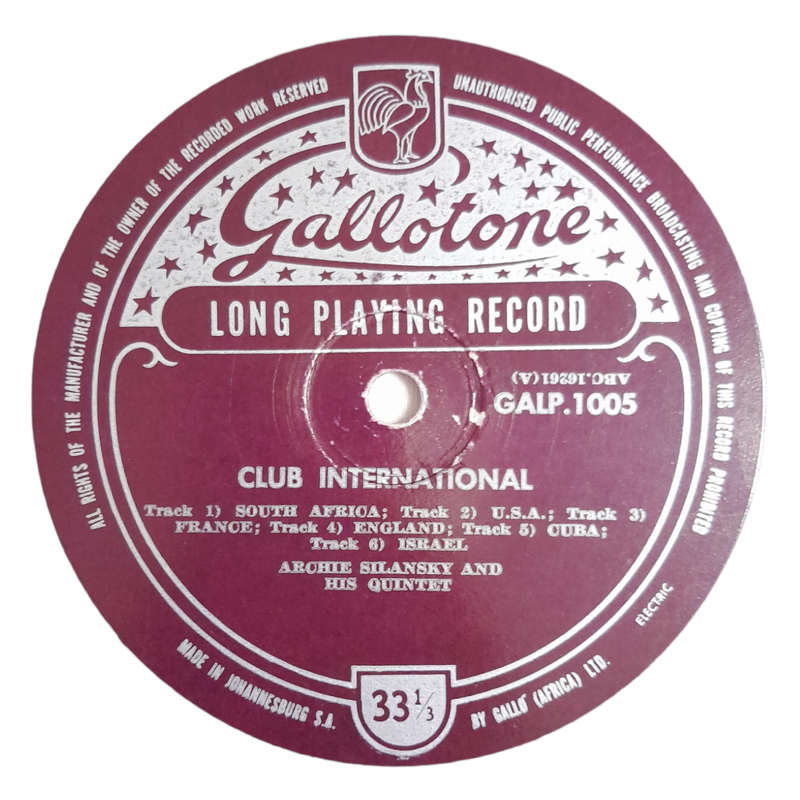 ALL RIGHTS OF THE MANUFACTURER AND OF THE OWNER OF THE RECORDED WORK RESERVED
UNAUTHORISED PUBLIC PERFORMANCE BROADCASTING AND COPYING OF THIS RECORD PROHIBITED
Gallotone
LONG PLAYING RECORD
ABC.16261(A)
GALP.1005
CLUB INTERNATIONAL
Track 1) SOUTH AFRICA; Track 2) U.S.A.; Track 3)
FRANCE; Track 4) ENGLAND; Track 5) CUBA;
Track 6) ISRAEL
ARCHIE SILANSKY AND
HIS QUINTET
ELECTRIC
MADE IN JOHANNESBURG S.A.
33 1/3
BY GALLO (AFRICA) LTD.